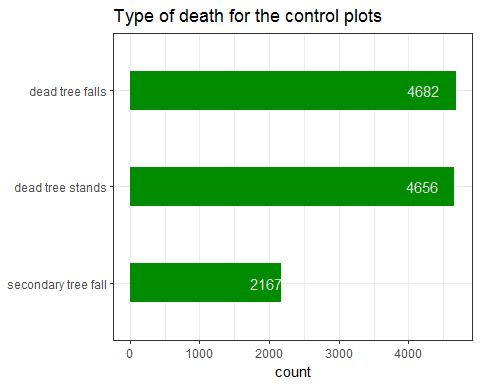 Type of death for the control plots
dead tree falls
4682
dead tree stands
4656
secondary tree fall
2167
0 1000 2000 3000 4000
count